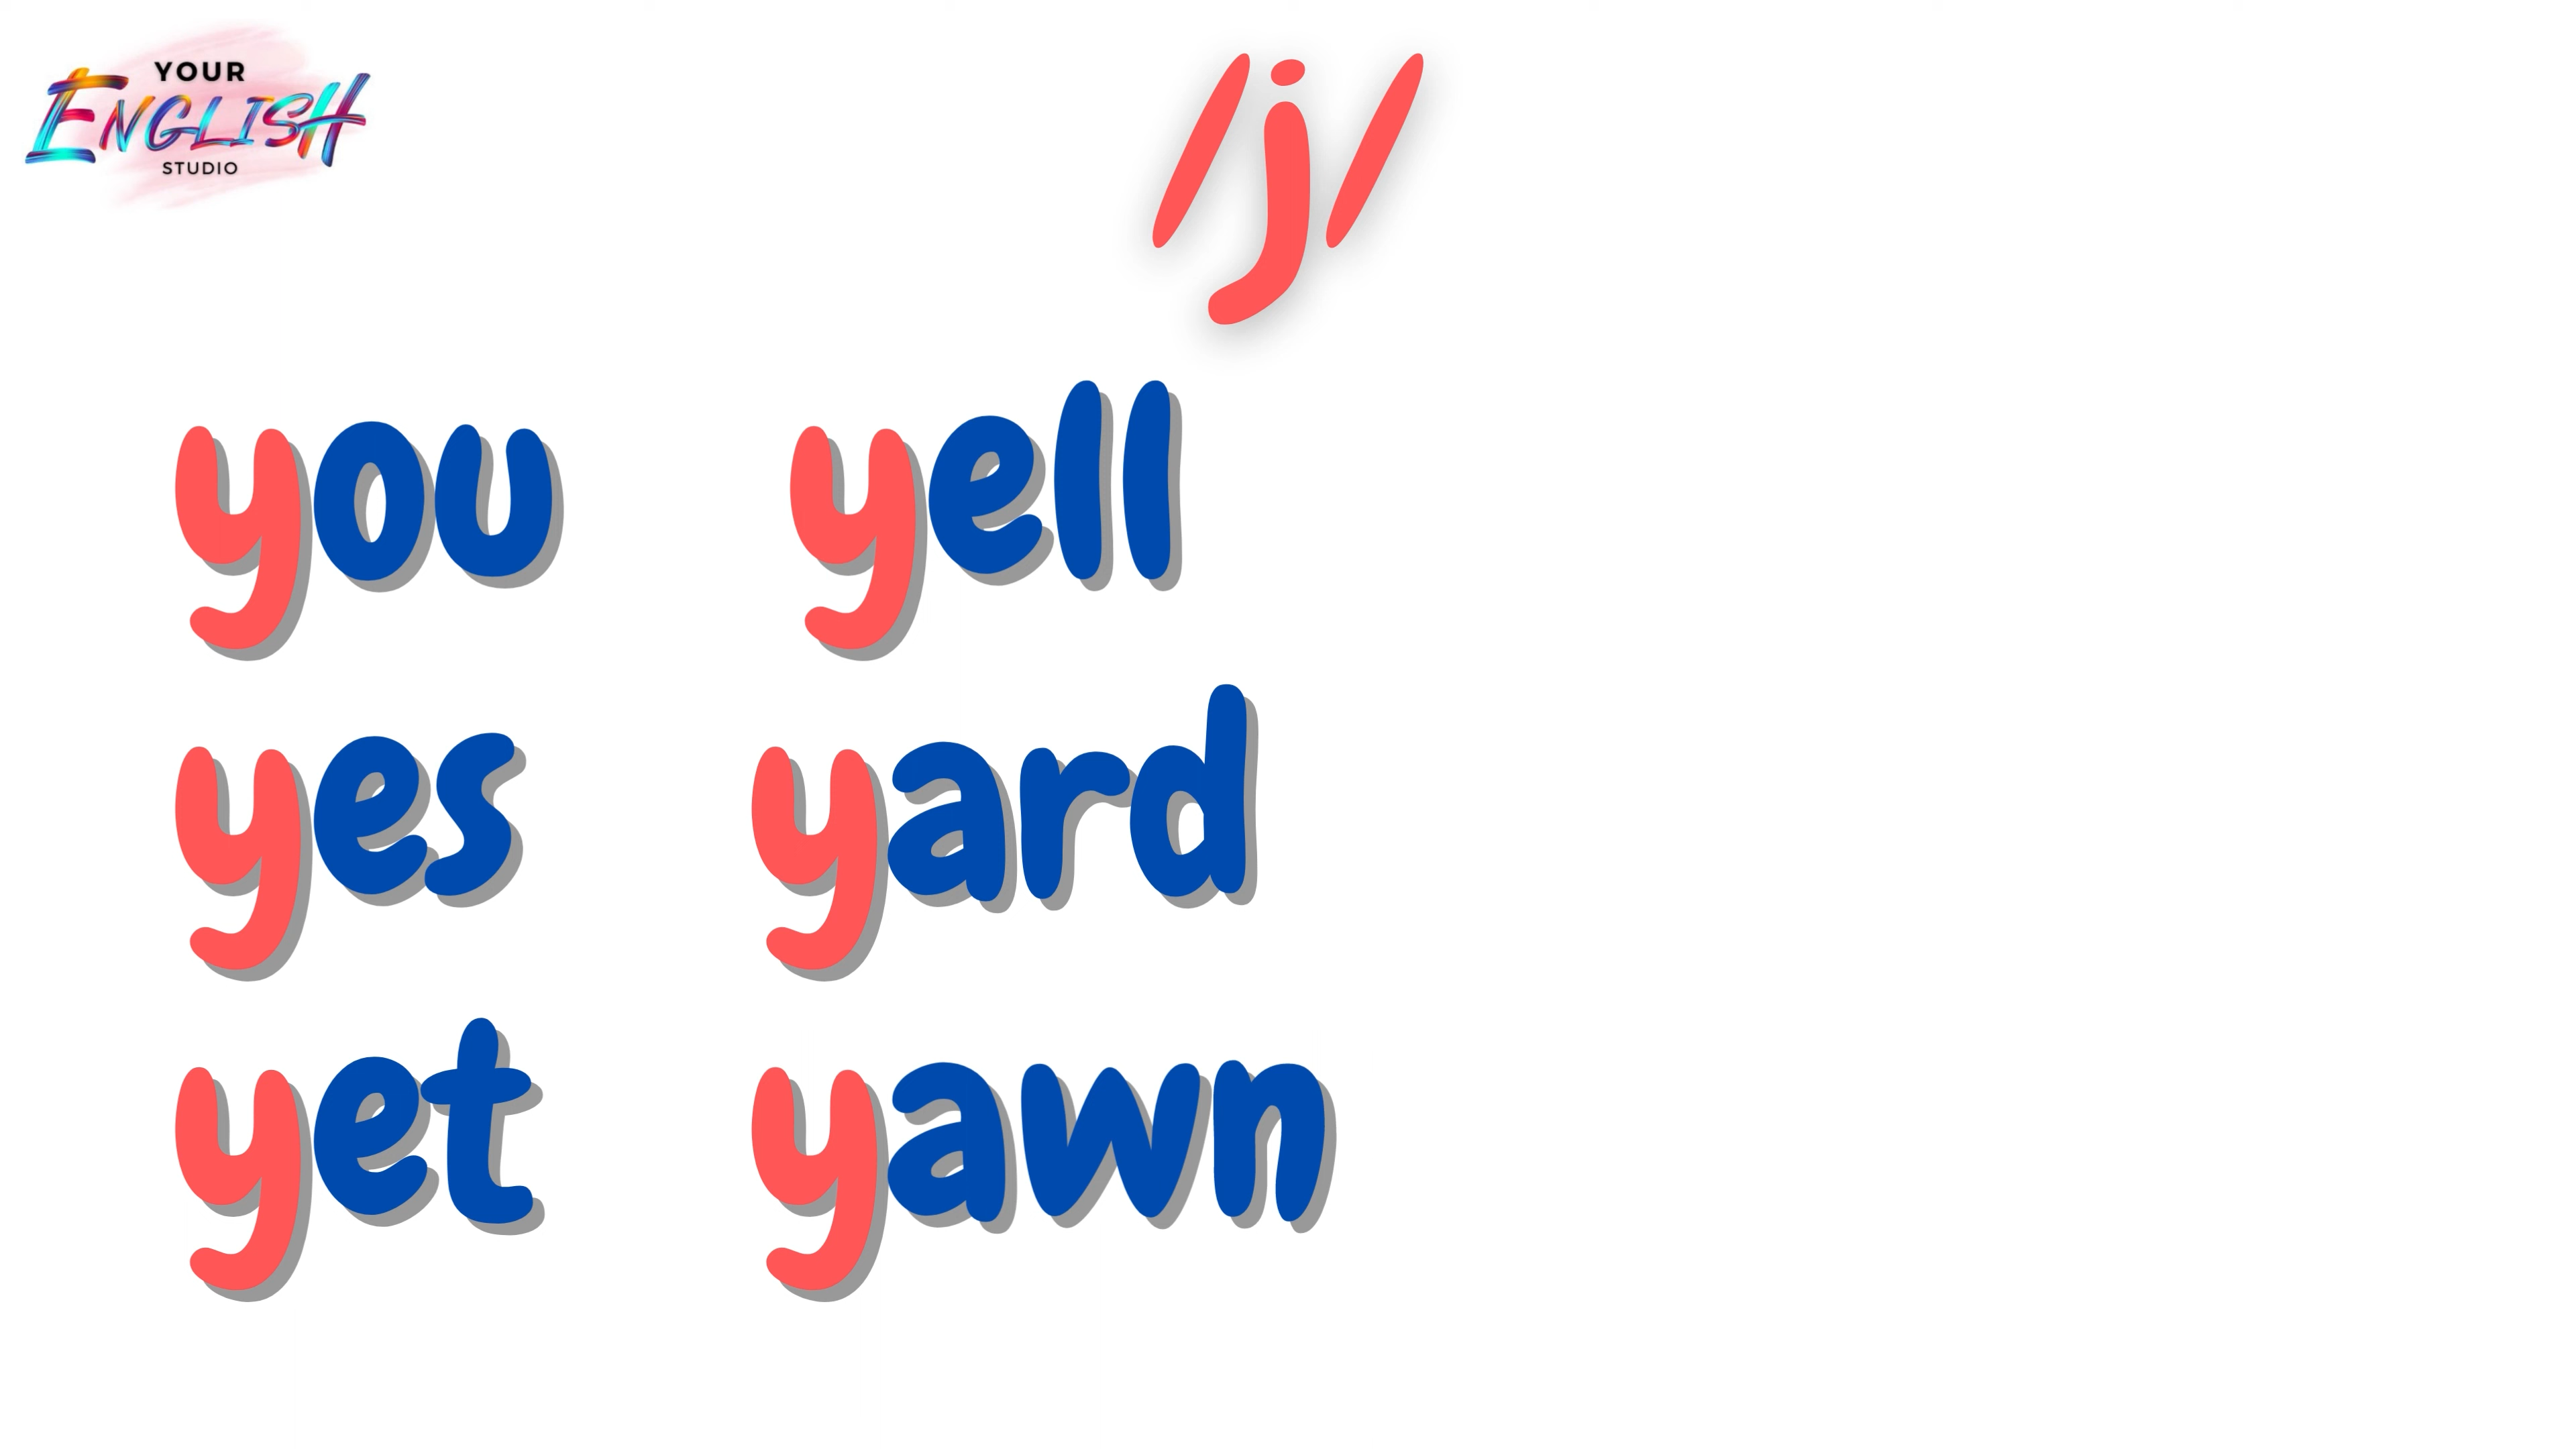 YOUR
ENGLISH
STUDIO
/j/
you yell
yes yard
yet yawn